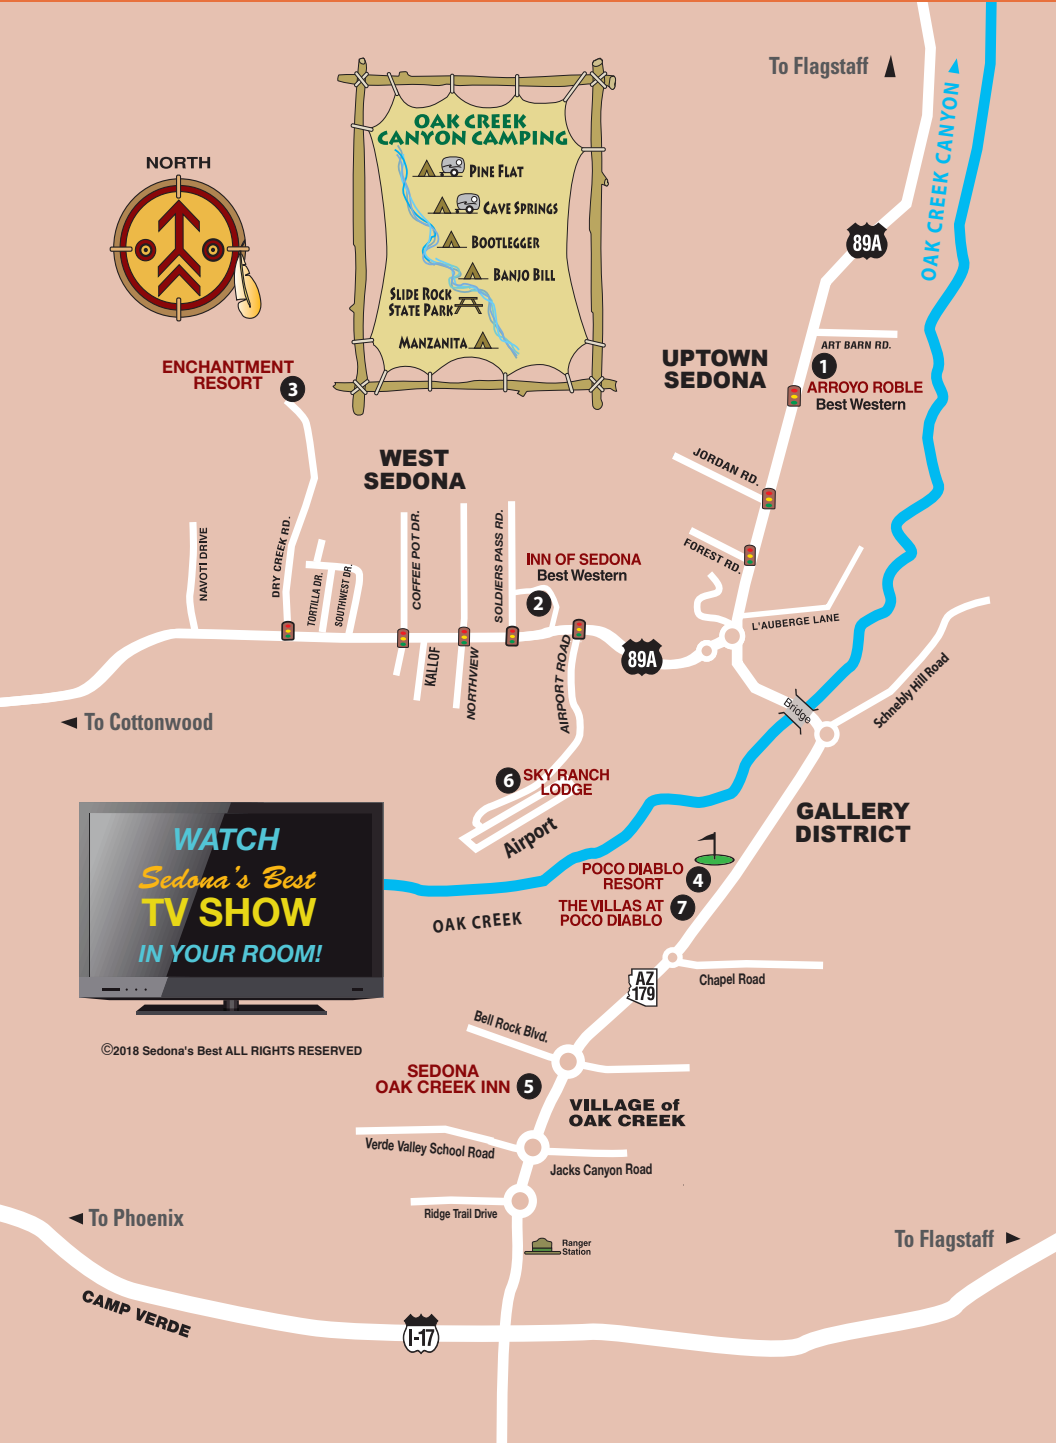 To Flagstaff
OAK CREEK CANYON
OAK CREEK
CANYON CAMPING
PINE FLAT
CAVE SPRINGS
BOOTLEGGER
BANJO BILL
SLIDE ROCK
STATE PARK
MANZANITA
NORTH
89A
ART BARN RD.
UPTOWN
SEDONA
1
ARROYO ROBLE
Best Western
ENCHANTMENT
RESORT
3
JORDAN RD.
FOREST RD.
WEST
SEDONA
NAVOTI DRIVE
DRY CREEK RD.
TORTILLA DR.
SOUTHWEST DR.
COFFEE POT DR.
SOLDIERS PASS RD.
INN OF SEDONA
Best Western
2
L'AUBERGE LANE
KALLOF
NORTHVIEW
AIRPORT ROAD
89A
Schnebly Hill Road
Bridge
To Cottonwood
6
SKY RANCH
LODGE
Airport
GALLERY
DISTRICT
WATCH
Sedona's Best
TV SHOW
IN YOUR ROOM!
POCO DIABLO
RESORT
4
THE VILLAS AT
POCO DIABLO
7
OAK CREEK
AZ
179
Chapel Road
Bell Rock Blvd.
©2018 Sedona's Best ALL RIGHTS RESERVED
SEDONA
OAK CREEK INN
5
VILLAGE of
OAK CREEK
Verde Valley School Road
Jacks Canyon Road
Ridge Trail Drive
To Phoenix
Ranger
Station
To Flagstaff
CAMP VERDE
I-17